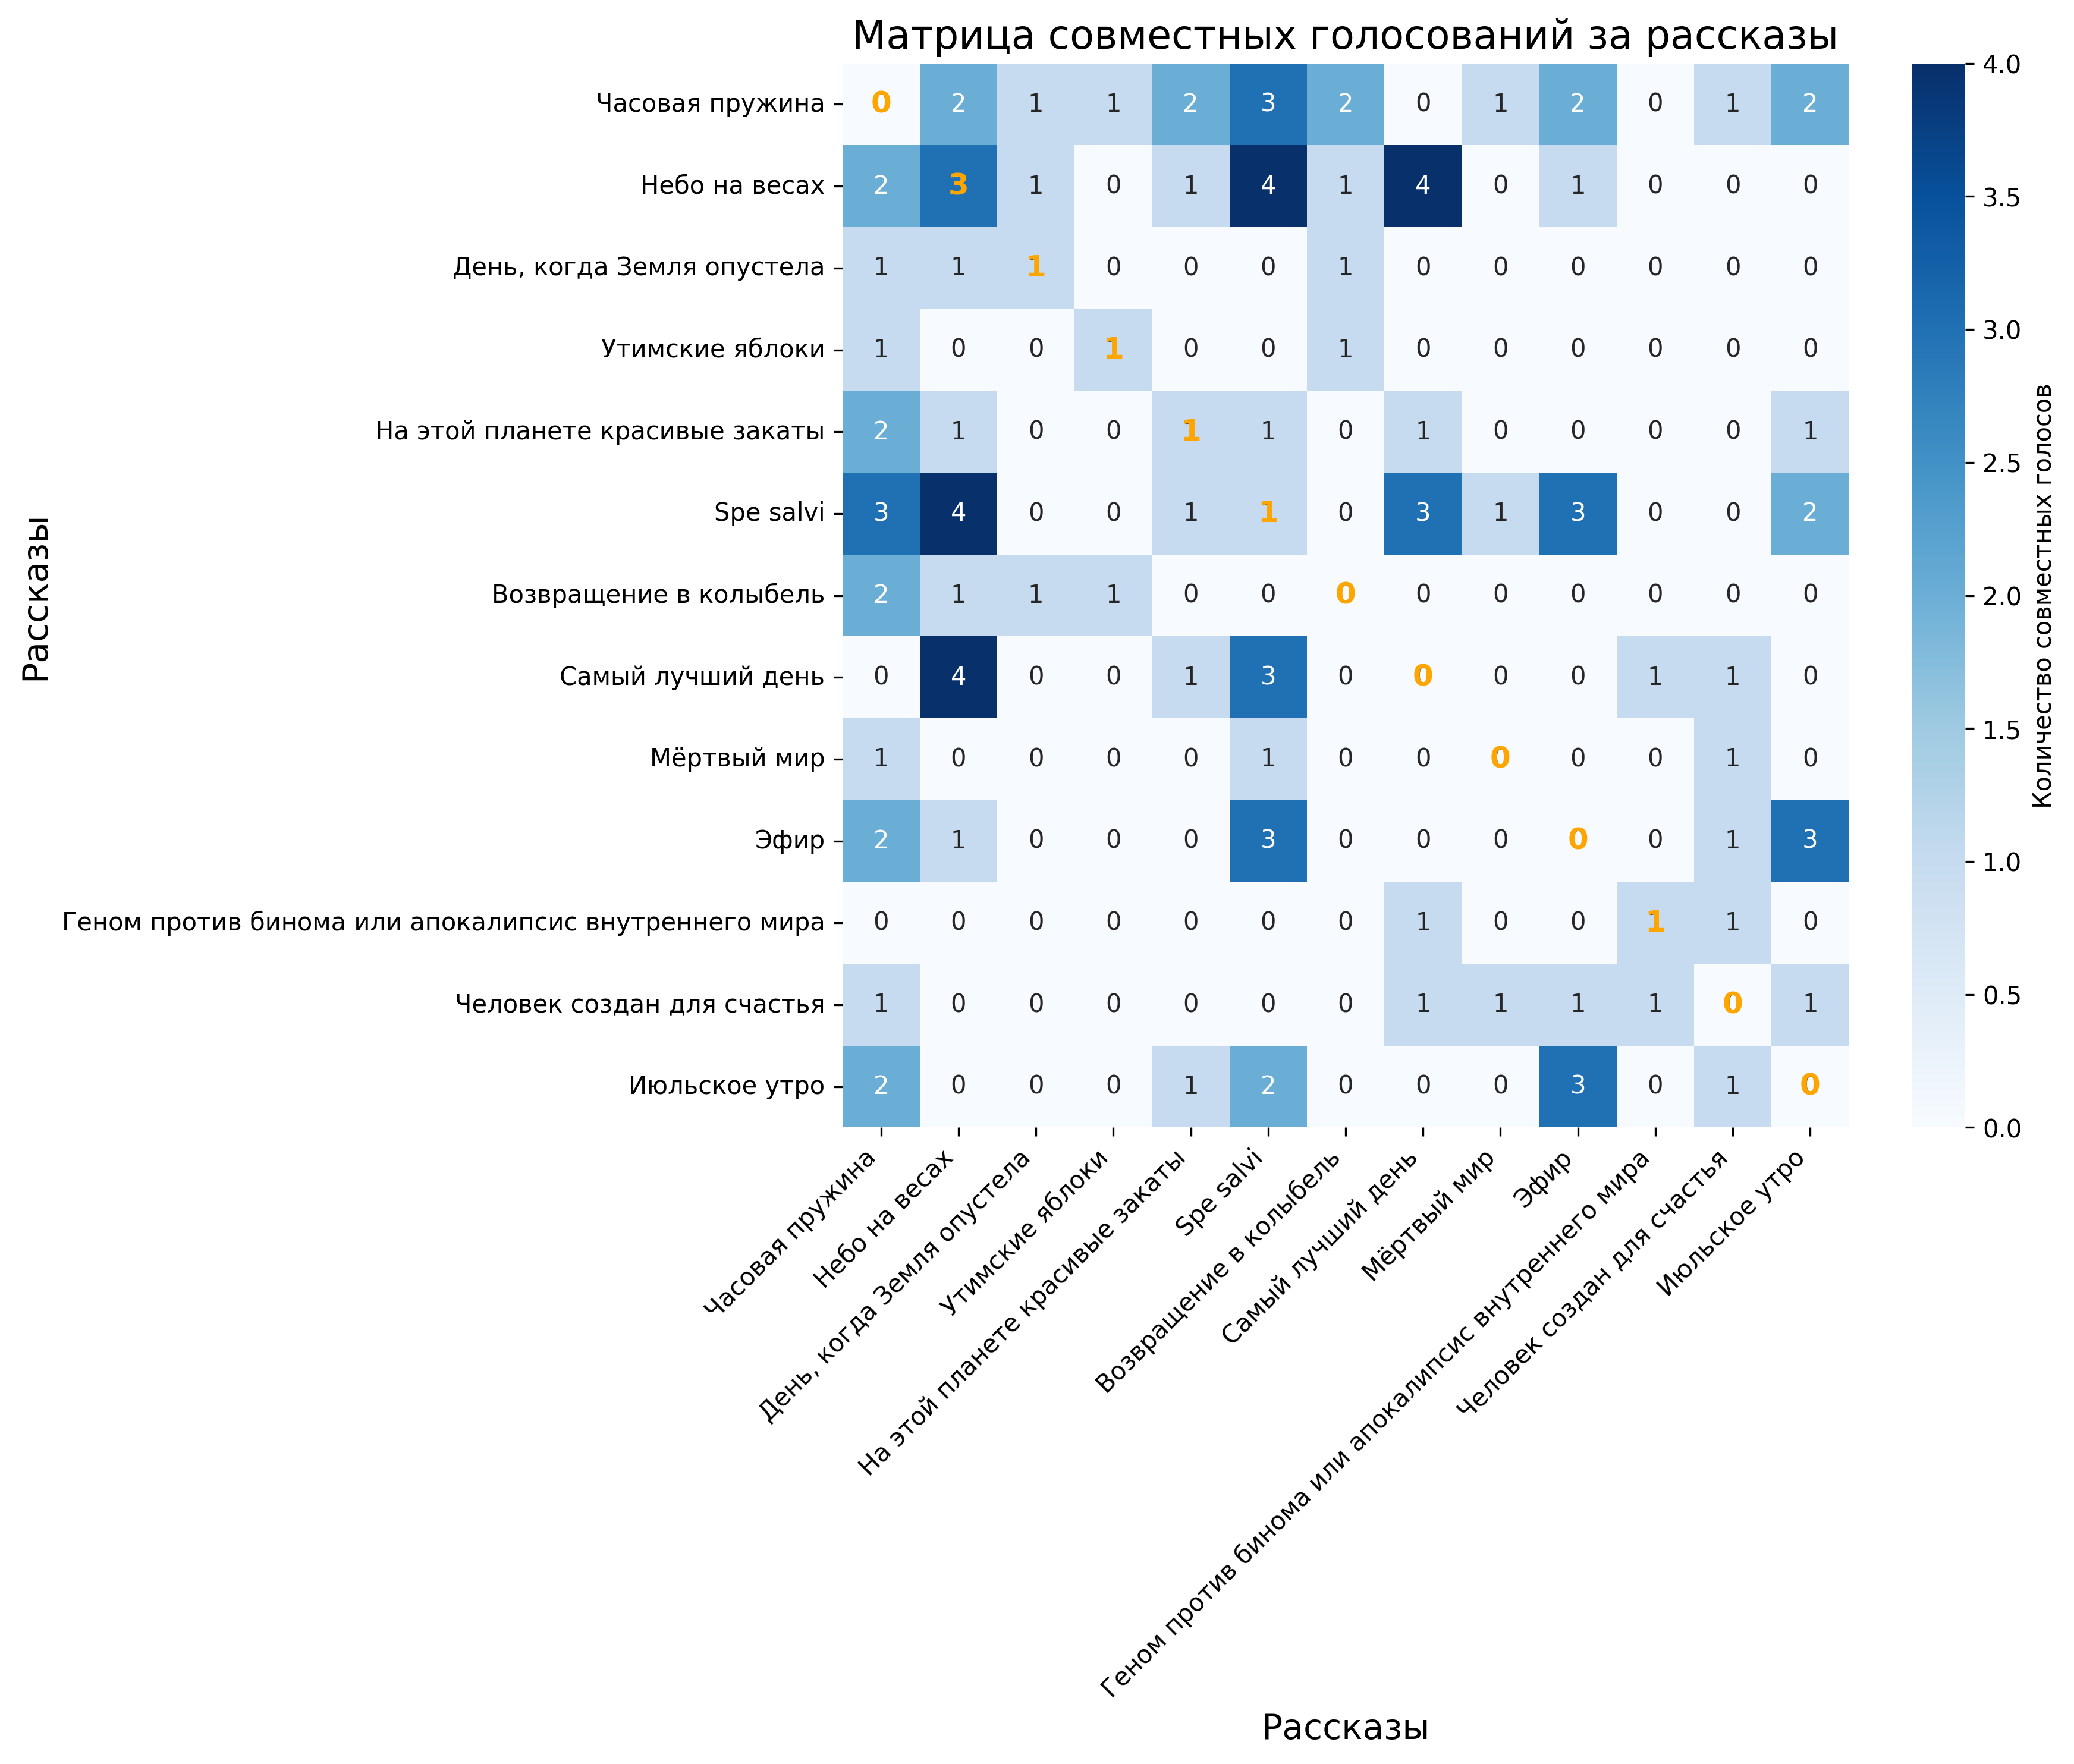 Матрица совместных голосований за рассказы
Часовая пружина 0 2 1 1 2 3 2 0 1 2 0 1 2
Небо на весах 2 3 1 0 1 4 1 4 0 1 0 0 0
День, когда Земля опустела 1 1 1 0 0 0 1 0 0 0 0 0 0
Утимские яблоки 1 0 0 1 0 0 1 0 0 0 0 0 0
На этой планете красивые закаты 2 1 0 0 1 1 0 1 0 0 0 0 1
Spe salvi 3 4 0 0 1 1 0 3 1 3 0 0 2
Возвращение в колыбель 2 1 1 1 0 0 0 0 0 0 0 0 0
Самый лучший день 0 4 0 0 1 3 0 0 0 0 1 1 0
Мёртвый мир 1 0 0 0 0 1 0 0 0 0 0 1 0
Эфир 2 1 0 0 0 3 0 0 0 0 0 1 3
Геном против бинома или апокалипсис внутреннего мира 0 0 0 0 0 0 0 1 0 0 1 1 0
Человек создан для счастья 1 0 0 0 0 0 0 1 1 1 1 0 1
Июльское утро 2 0 0 0 1 2 0 0 0 3 0 1 0
Рассказы
Часовая пружина
Небо на весах
День, когда Земля опустела
Утимские яблоки
На этой планете красивые закаты
Spe salvi
Возвращение в колыбель
Самый лучший день
Мёртвый мир
Эфир
Геном против бинома или апокалипсис внутреннего мира
Человек создан для счастья
Июльское утро
Рассказы
4.0
3.5
3.0
2.5
2.0
1.5
1.0
0.5
0.0
Количество совместных голосов